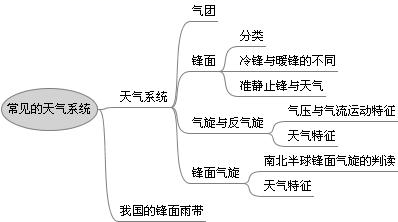 常见的天气系统
天气系统
气团
锋面
分类
冷锋与暖锋的不同
准静止锋与天气
气旋与反气旋
气压与气流运动特征
天气特征
锋面气旋
南北半球锋面气旋的判读
天气特征
我国的锋面雨带